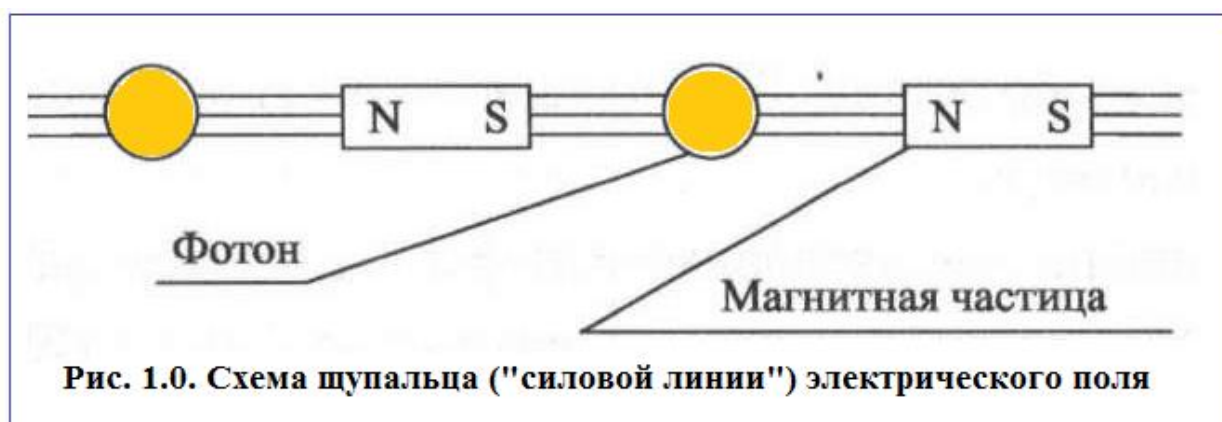 N S
N S
Фотон
Магнитная частица
Рис. 1.0. Схема щупальца ("силовой линии") электрического поля